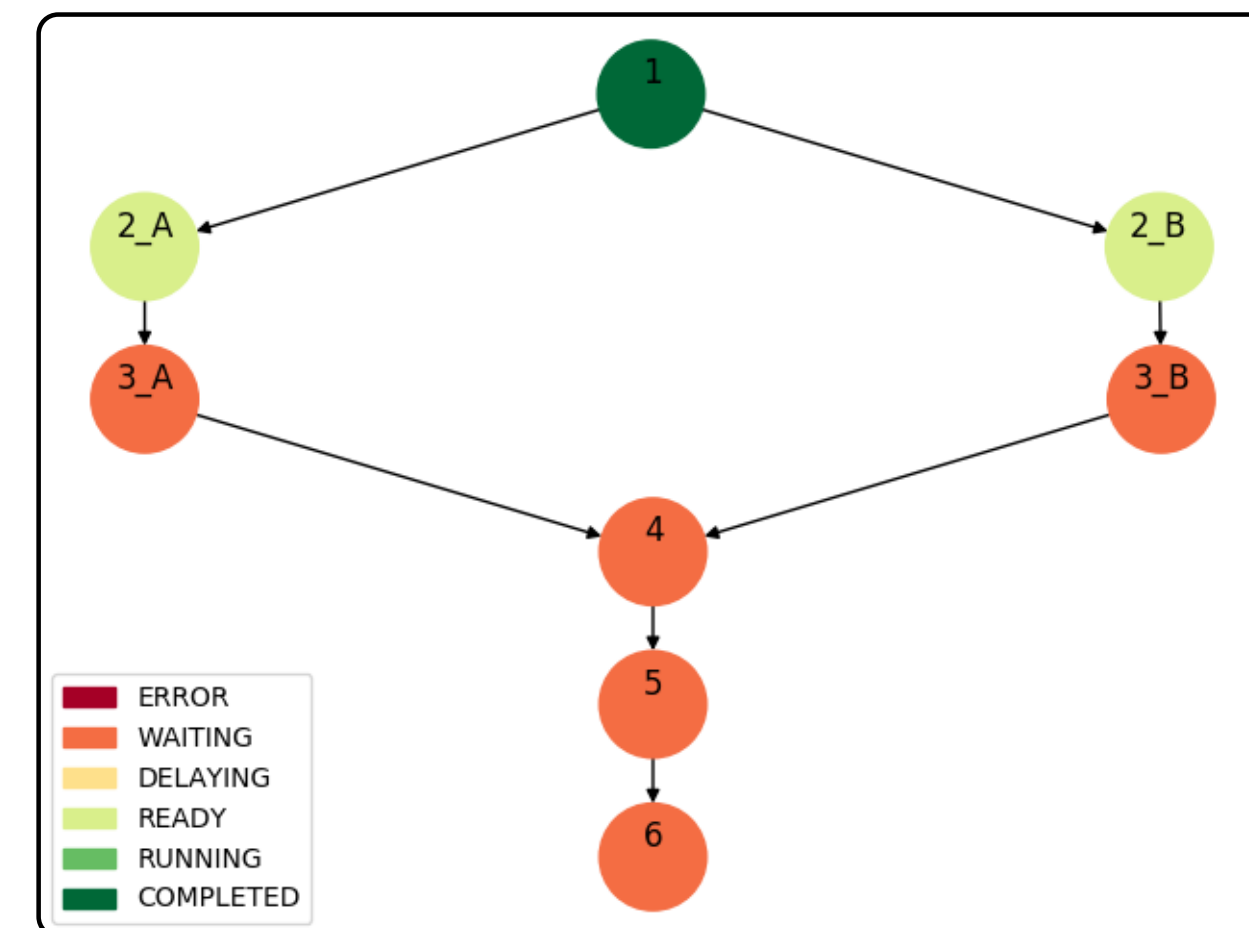 1
2_A
2_B
3_A
3_B
4
5
6
ERROR
WAITING
DELAYING
READY
RUNNING
COMPLETED